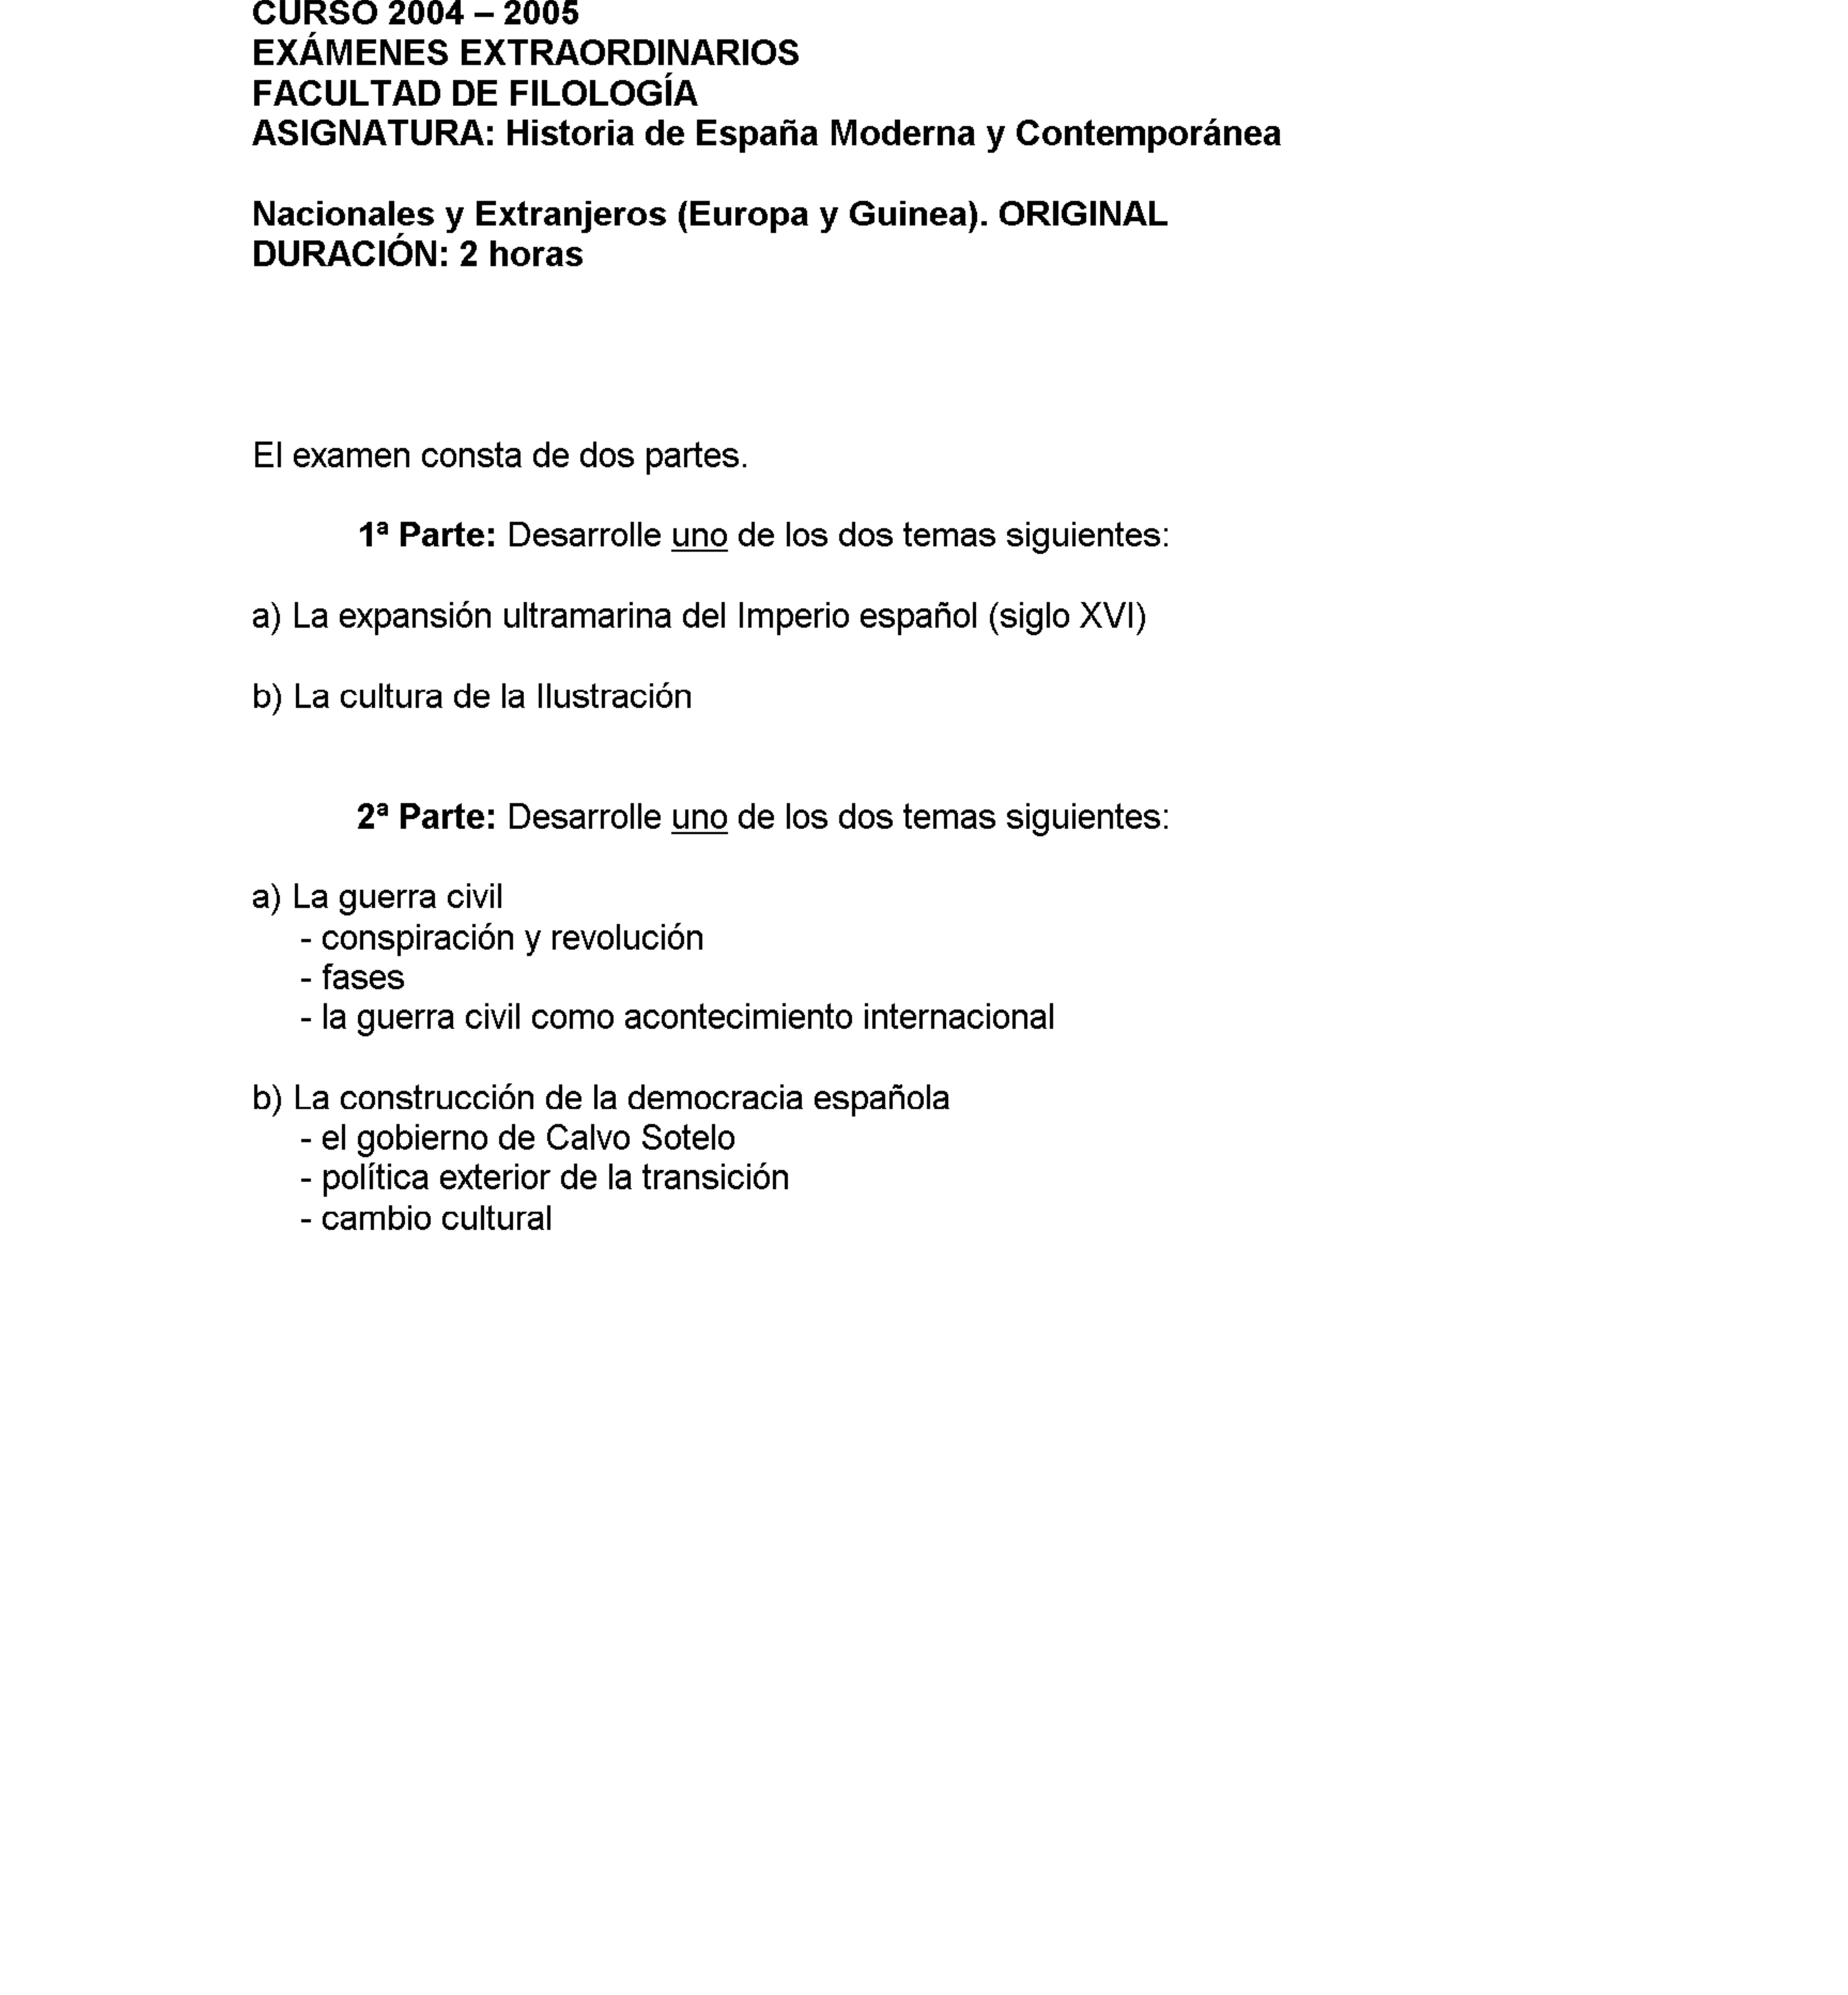 CURSO 2004 – 2005
EXÁMENES EXTRAORDINARIOS
FACULTAD DE FILOLOGÍA
ASIGNATURA: Historia de España Moderna y Contemporánea
Nacionales y Extranjeros (Europa y Guinea). ORIGINAL
DURACIÓN: 2 horas
El examen consta de dos partes.
1ª Parte: Desarrolle uno de los dos temas siguientes:
a) La expansión ultramarina del Imperio español (siglo XVI)
b) La cultura de la Ilustración
2ª Parte: Desarrolle uno de los dos temas siguientes:
a) La guerra civil
- conspiración y revolución
- fases
- la guerra civil como acontecimiento internacional
b) La construcción de la democracia española
- el gobierno de Calvo Sotelo
- política exterior de la transición
- cambio cultural